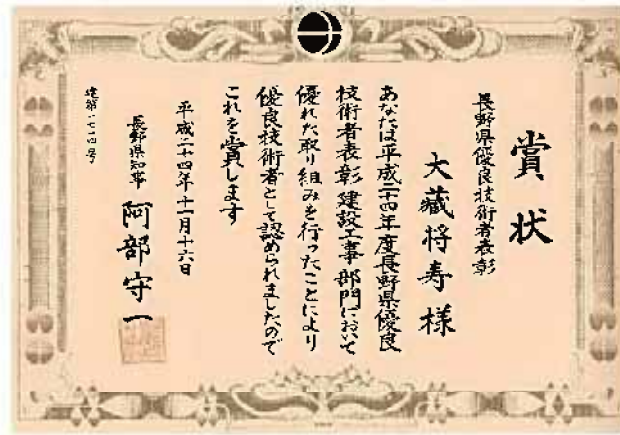 賞状
長野県優良技術者表彰
大蔵将寿様
あなたは平成二十四年度長野県優良
技術者表彰建設工事部門において
優れた取り組みを行ったことにより
優良技術者として認められましたので
これを賞します
平成二十四年十一月十六日
長野県知事 阿部守一